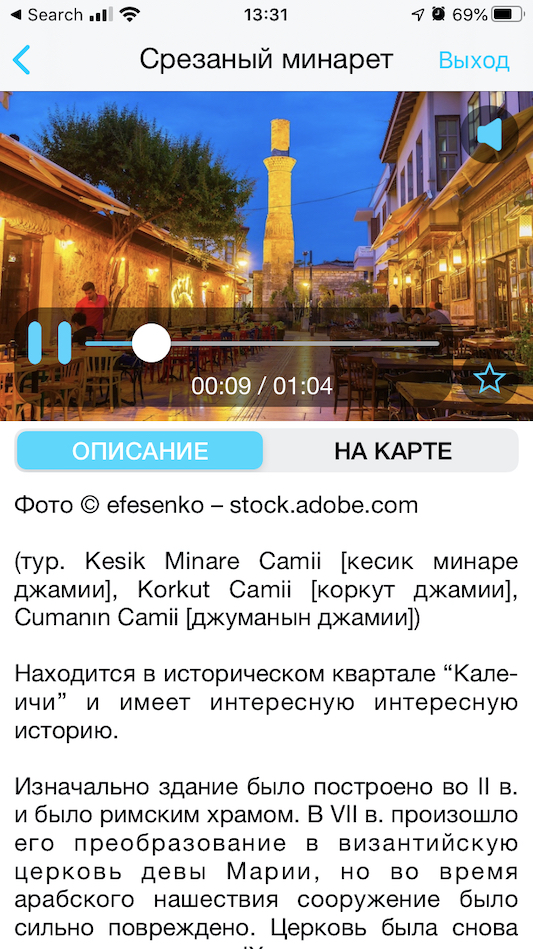 ◀ Search 13:31 69%
Срезаный минарет Выход
00:09 / 01:04
ОПИСАНИЕ НА КАРТЕ
Фото © efesenko – stock.adobe.com
(тур. Kesik Minare Camii [кесик минаре
джамии], Korkut Camii [коркут джамии],
Cumanın Camii [джуманын джамии])
Находится в историческом квартале “Кале-
ичи” и имеет интересную интересную
историю.
Изначально здание было построено во II в.
и было римским храмом. В VII в. произошло
его преобразование в византийскую
церковь девы Марии, но во время
арабского нашествия сооружение было
сильно повреждено. Церковь была снова